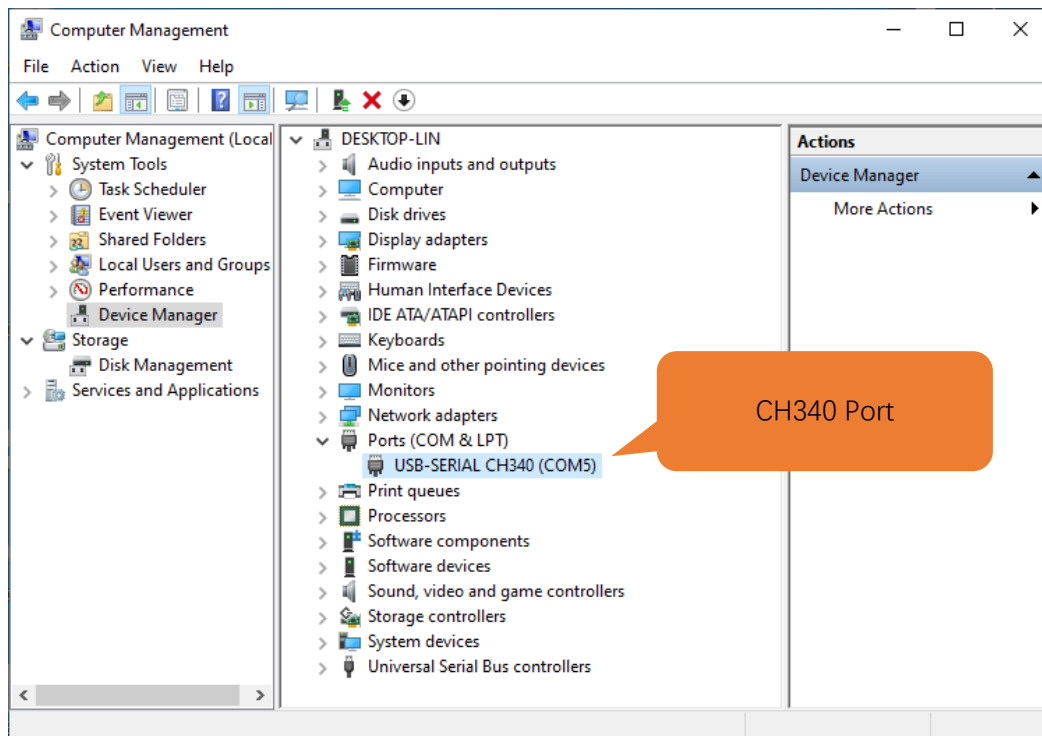 Computer Management
File Action View Help
Computer Management (Local
System Tools
Task Scheduler
Event Viewer
Shared Folders
Local Users and Groups
Performance
Device Manager
Storage
Disk Management
Services and Applications
DESKTOP-LIN
Audio inputs and outputs
Computer
Disk drives
Display adapters
Firmware
Human Interface Devices
IDE ATA/ATAPI controllers
Keyboards
Mice and other pointing devices
Monitors
Network adapters
Ports (COM & LPT)
USB-SERIAL CH340 (COM5)
Print queues
Processors
Software components
Software devices
Sound, video and game controllers
Storage controllers
System devices
Universal Serial Bus controllers
Actions
Device Manager
More Actions
CH340 Port